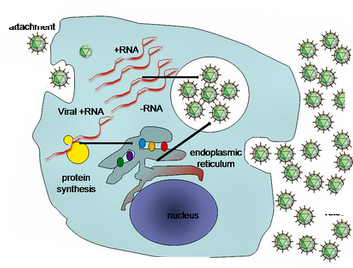 attachment
+RNA
Viral +RNA
-RNA
endoplasmic
reticulum
protein
synthesis
nucleus